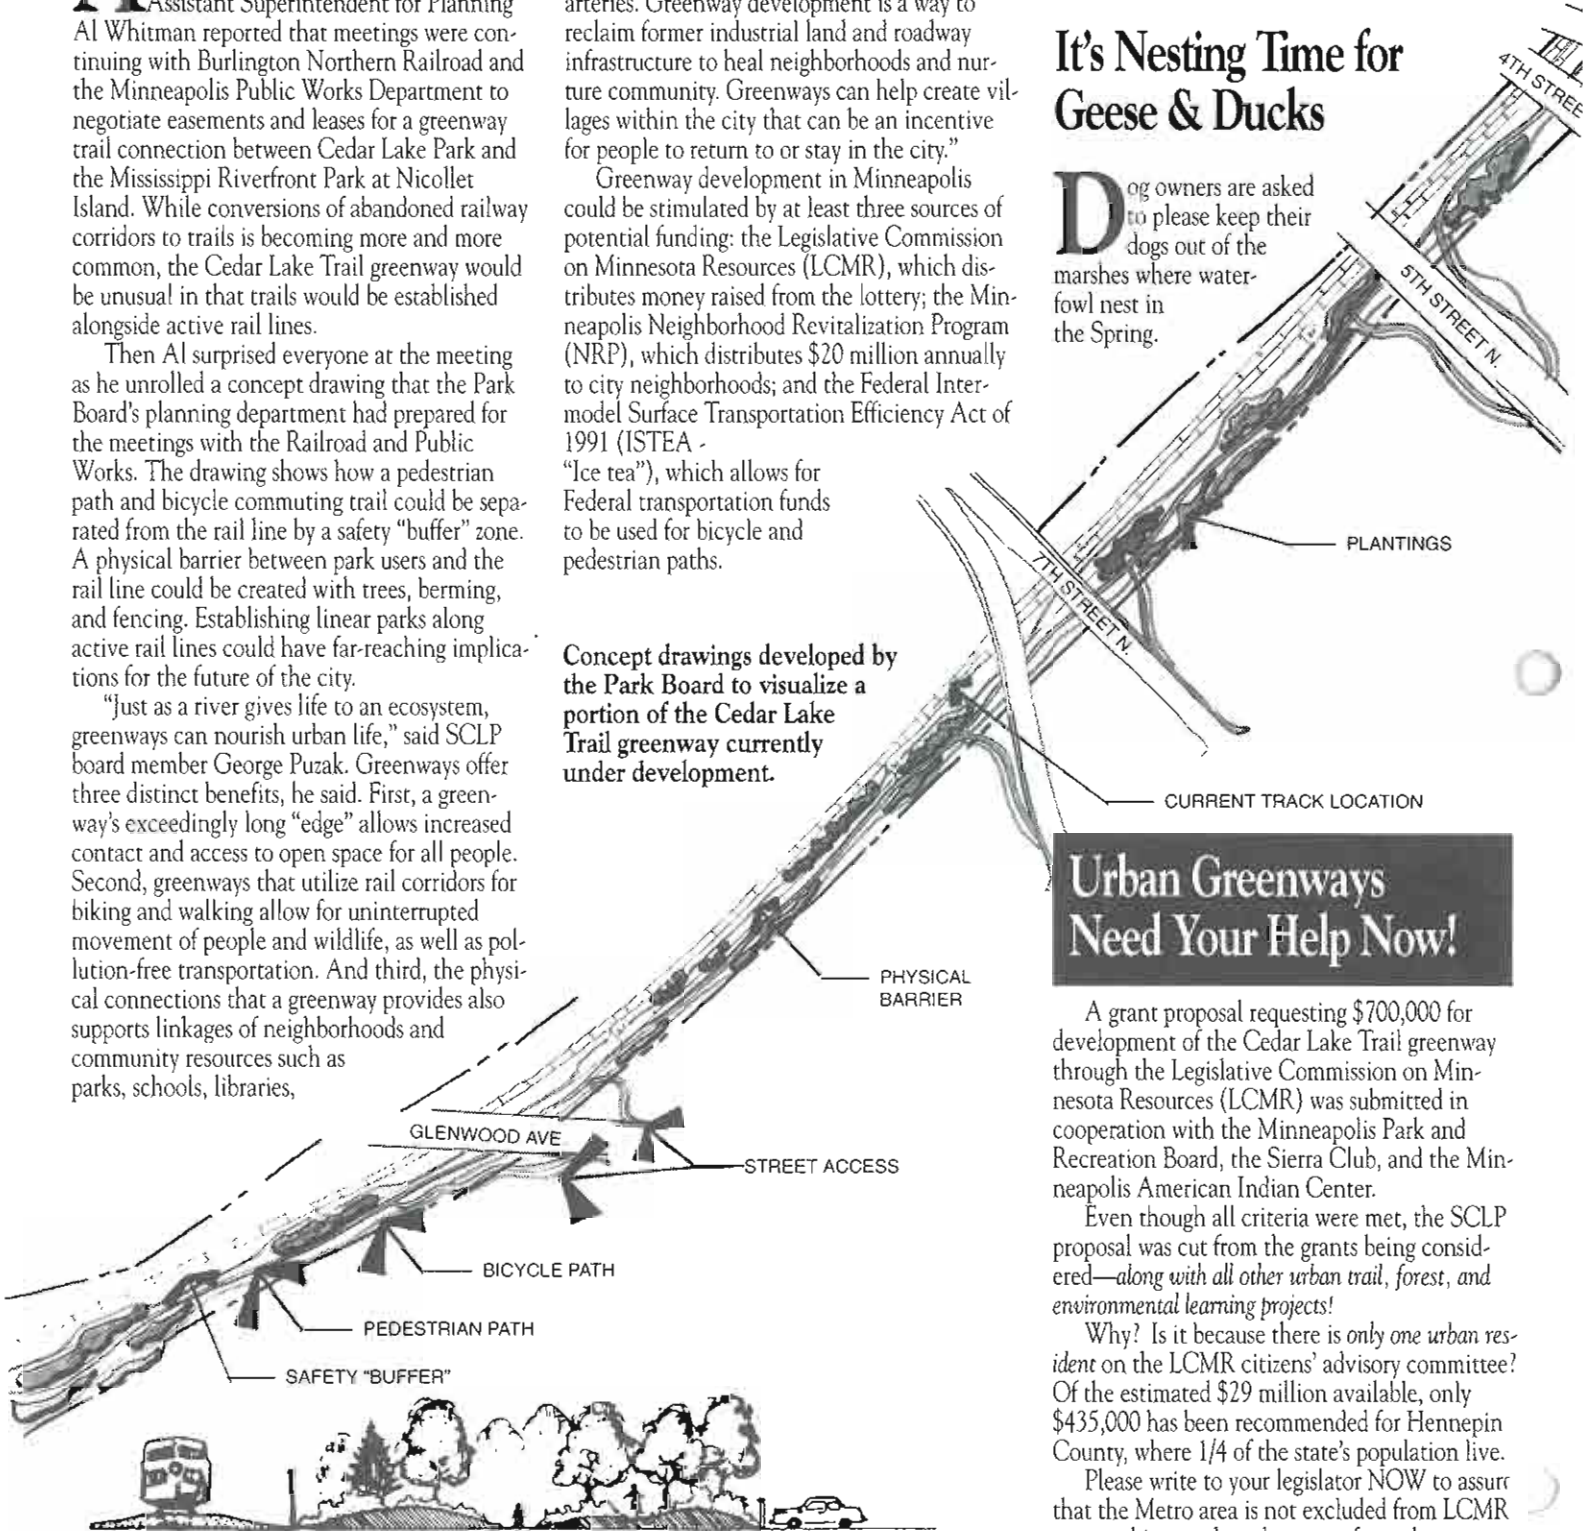 Assistant Superintendent for Planning
Al Whitman reported that meetings were con-
tinuing with Burlington Northern Railroad and
the Minneapolis Public Works Department to
negotiate easements and leases for a greenway
trail connection between Cedar Lake Park and
the Mississippi Riverfront Park at Nicollet
Island. While conversions of abandoned railway
corridors to trails is becoming more and more
common, the Cedar Lake Trail greenway would
be unusual in that trails would be established
alongside active rail lines.
Then Al surprised everyone at the meeting
as he unrolled a concept drawing that the Park
Board's planning department had prepared for
the meetings with the Railroad and Public
Works. The drawing shows how a pedestrian
path and bicycle commuting trail could be sepa-
rated from the rail line by a safety "buffer" zone.
A physical barrier between park users and the
rail line could be created with trees, berming,
and fencing. Establishing linear parks along
active rail lines could have far-reaching implica-
tions for the future of the city.
"Just as a river gives life to an ecosystem,
greenways can nourish urban life," said SCLP
board member George Puzak. Greenways offer
three distinct benefits, he said. First, a green-
way's exceedingly long "edge" allows increased
contact and access to open space for all people.
Second, greenways that utilize rail corridors for
biking and walking allow for uninterrupted
movement of people and wildlife, as well as pol-
lution-free transportation. And third, the physi-
cal connections that a greenway provides also
supports linkages of neighborhoods and
community resources such as
parks, schools, libraries,
arteries. Greenway development is a way to
reclaim former industrial land and roadway
infrastructure to heal neighborhoods and nur-
ture community. Greenways can help create vil-
lages within the city that can be an incentive
for people to return to or stay in the city."
Greenway development in Minneapolis
could be stimulated by at least three sources of
potential funding: the Legislative Commission
on Minnesota Resources (LCMR), which dis-
tributes money raised from the lottery; the Min-
neapolis Neighborhood Revitalization Program
(NRP), which distributes $20 million annually
to city neighborhoods; and the Federal Inter-
model Surface Transportation Efficiency Act of
1991 (ISTEA -
"Ice tea"), which allows for
Federal transportation funds
to be used for bicycle and
pedestrian paths.
Concept drawings developed by
the Park Board to visualize a
portion of the Cedar Lake
Trail greenway currently
under development.
It's Nesting Time for
Geese & Ducks
Dog owners are asked
to please keep their
dogs out of the
marshes where water-
fowl nest in
the Spring.
4TH STREE
5TH STREET N.
7TH STREET N.
PLANTINGS
CURRENT TRACK LOCATION
PHYSICAL
BARRIER
GLENWOOD AVE
STREET ACCESS
BICYCLE PATH
PEDESTRIAN PATH
SAFETY "BUFFER"
Urban Greenways
Need Your Help Now!
A grant proposal requesting $700,000 for
development of the Cedar Lake Trail greenway
through the Legislative Commission on Min-
nesota Resources (LCMR) was submitted in
cooperation with the Minneapolis Park and
Recreation Board, the Sierra Club, and the Min-
neapolis American Indian Center.
Even though all criteria were met, the SCLP
proposal was cut from the grants being consid-
ered—along with all other urban trail, forest, and
environmental learning projects!
Why? Is it because there is only one urban res-
ident on the LCMR citizens' advisory committee?
Of the estimated $29 million available, only
$435,000 has been recommended for Hennepin
County, where 1/4 of the state's population live.
Please write to your legislator NOW to assure
that the Metro area is not excluded from LCMR